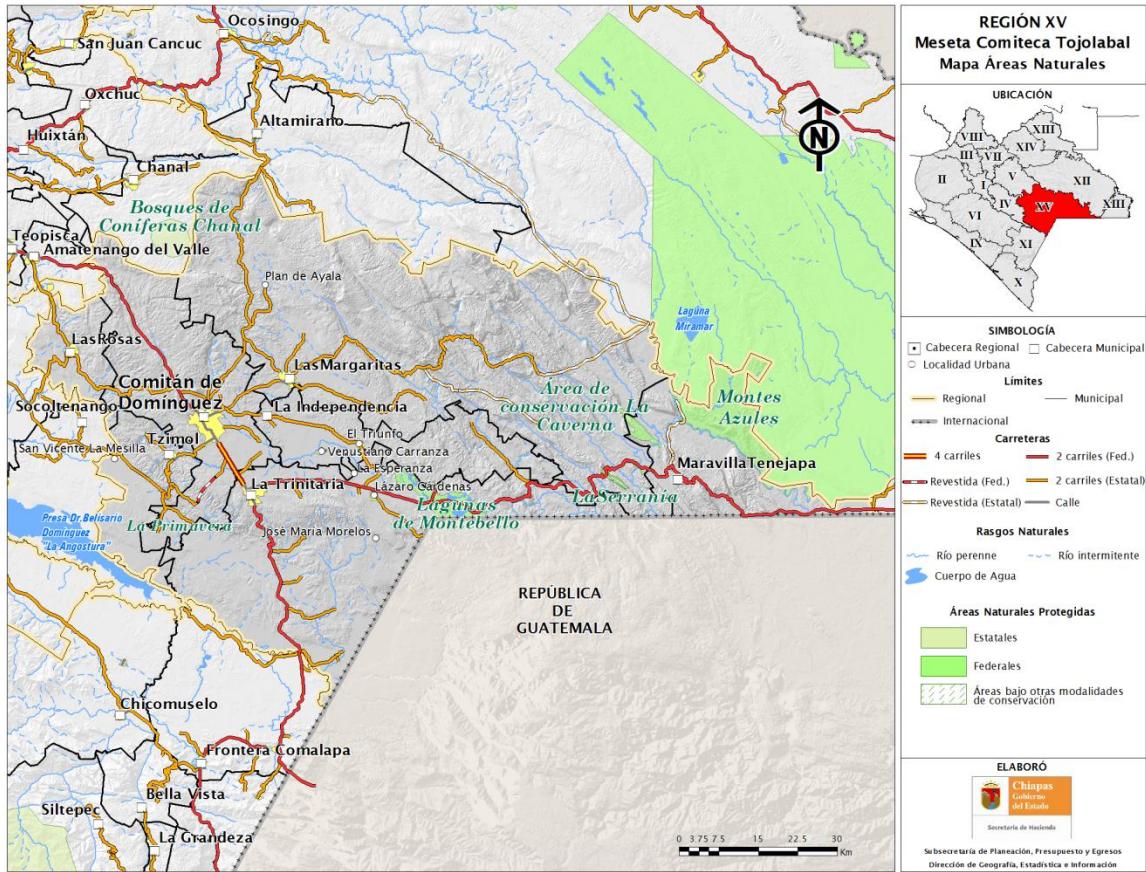 Ocosingo
San Juan Cancuc
Oxchuc
Altamirano
Huixtán
Chanal
Bosques de
Coníferas Chanal
Teopisca
Amatenango del Valle
Plan de Ayala
Laguna
Miramar
LasRosas
LasMargaritas
Comitán de
Domínguez
Área de
conservación La
Caverna
Montes
Azules
Socoltenango
La Independencia
Tzimol
El Triunfo
San Vicente La Mesilla
Venustiano Carranza
La Esperanza
MaravillaTenejapa
La Trinitaria
Lázaro Cárdenas
LaSerranía
Lagunas
de Montebello
Presa Dr.Belisario
Domínguez
"La Angostura"
La Primavera
José María Morelos
REPÚBLICA
DE
GUATEMALA
Chicomuselo
Frontera Comalapa
Bella Vista
Siltepec
La Grandeza
0 3.75 7.5 15 22.5 30
Km
N
REGIÓN XV
Meseta Comiteca Tojolabal
Mapa Áreas Naturales
UBICACIÓN
VIII
XIII
III
VII
XIV
II
I
V
XII
IV
XV
XIII
VI
IX
XI
X
SIMBOLOGÍA
Cabecera Regional
Cabecera Municipal
Localidad Urbana
Límites
Regional
Municipal
Internacional
Carreteras
4 carriles
2 carriles (Fed.)
Revestida (Fed.)
2 carriles (Estatal)
Revestida (Estatal)
Calle
Rasgos Naturales
Río perenne
Río intermitente
Cuerpo de Agua
Áreas Naturales Protegidas
Estatales
Federales
Áreas bajo otras modalidades
de conservación
ELABORÓ
Chiapas
Gobierno
del Estado
Secretaría de Hacienda
Subsecretaría de Planeación, Presupuesto y Egresos
Dirección de Geografía, Estadística e Información